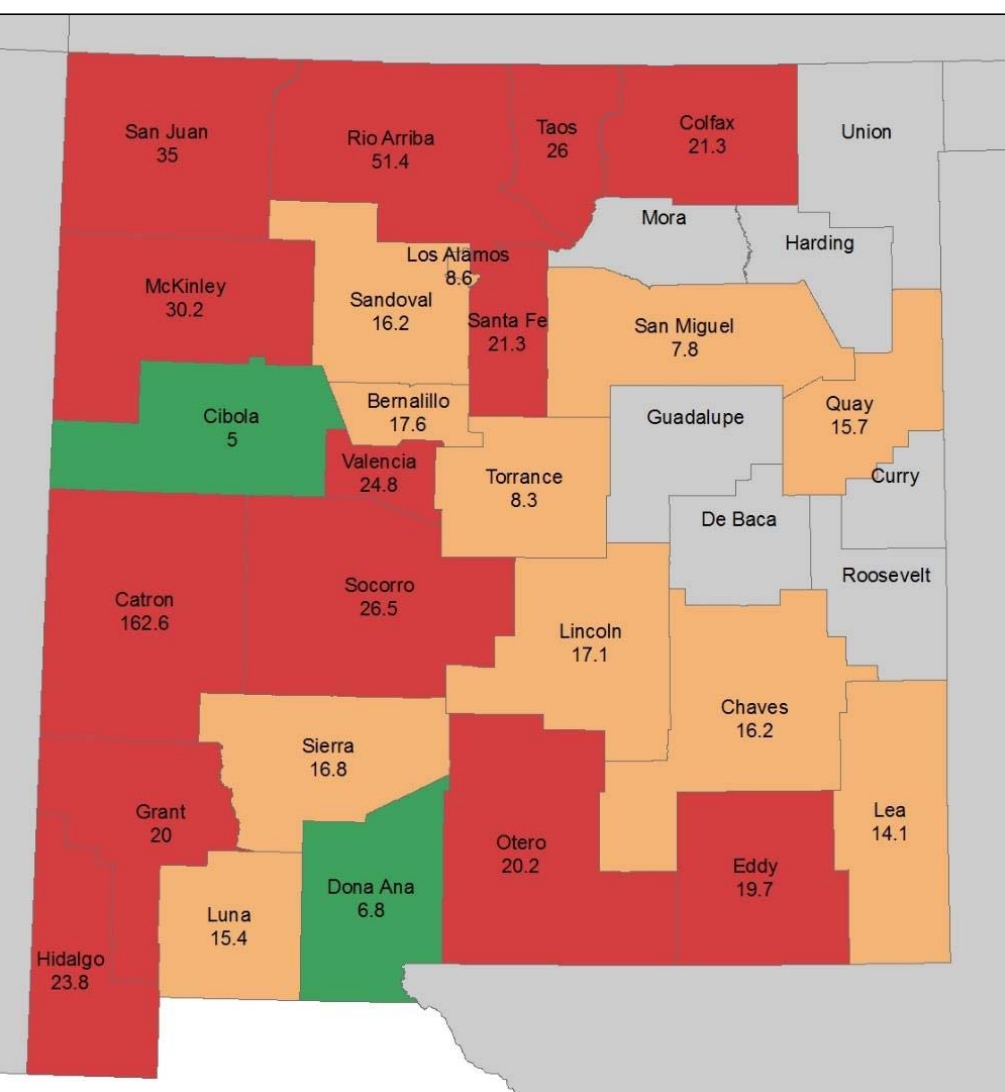 San Juan
35
Rio Arriba
51.4
Taos
26
Colfax
21.3
Union
Mora
Harding
Los Alamos
8.6
McKinley
30.2
Sandoval
16.2
Santa Fe
21.3
San Miguel
7.8
Cibola
5
Bernalillo
17.6
Guadalupe
Quay
15.7
Valencia
24.8
Torrance
8.3
Curry
De Baca
Roosevelt
Catron
162.6
Socorro
26.5
Lincoln
17.1
Chaves
16.2
Sierra
16.8
Grant
20
Otero
20.2
Eddy
19.7
Lea
14.1
Dona Ana
6.8
Luna
15.4
Hidalgo
23.8